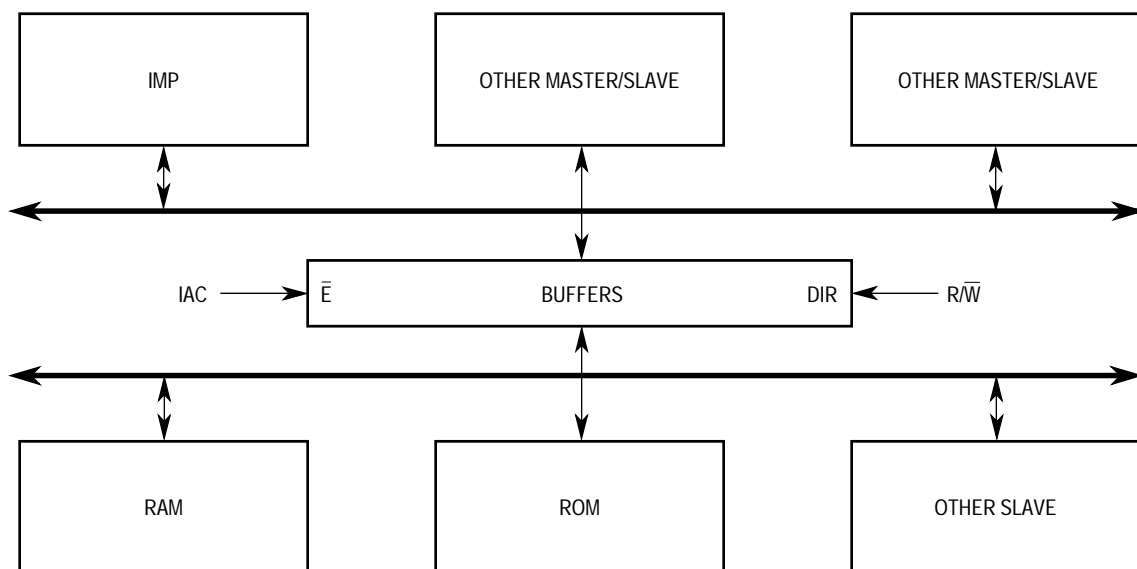 IMP
OTHER MASTER/SLAVE
OTHER MASTER/SLAVE
IAC
E̅
BUFFERS
DIR
R/W̅
RAM
ROM
OTHER SLAVE